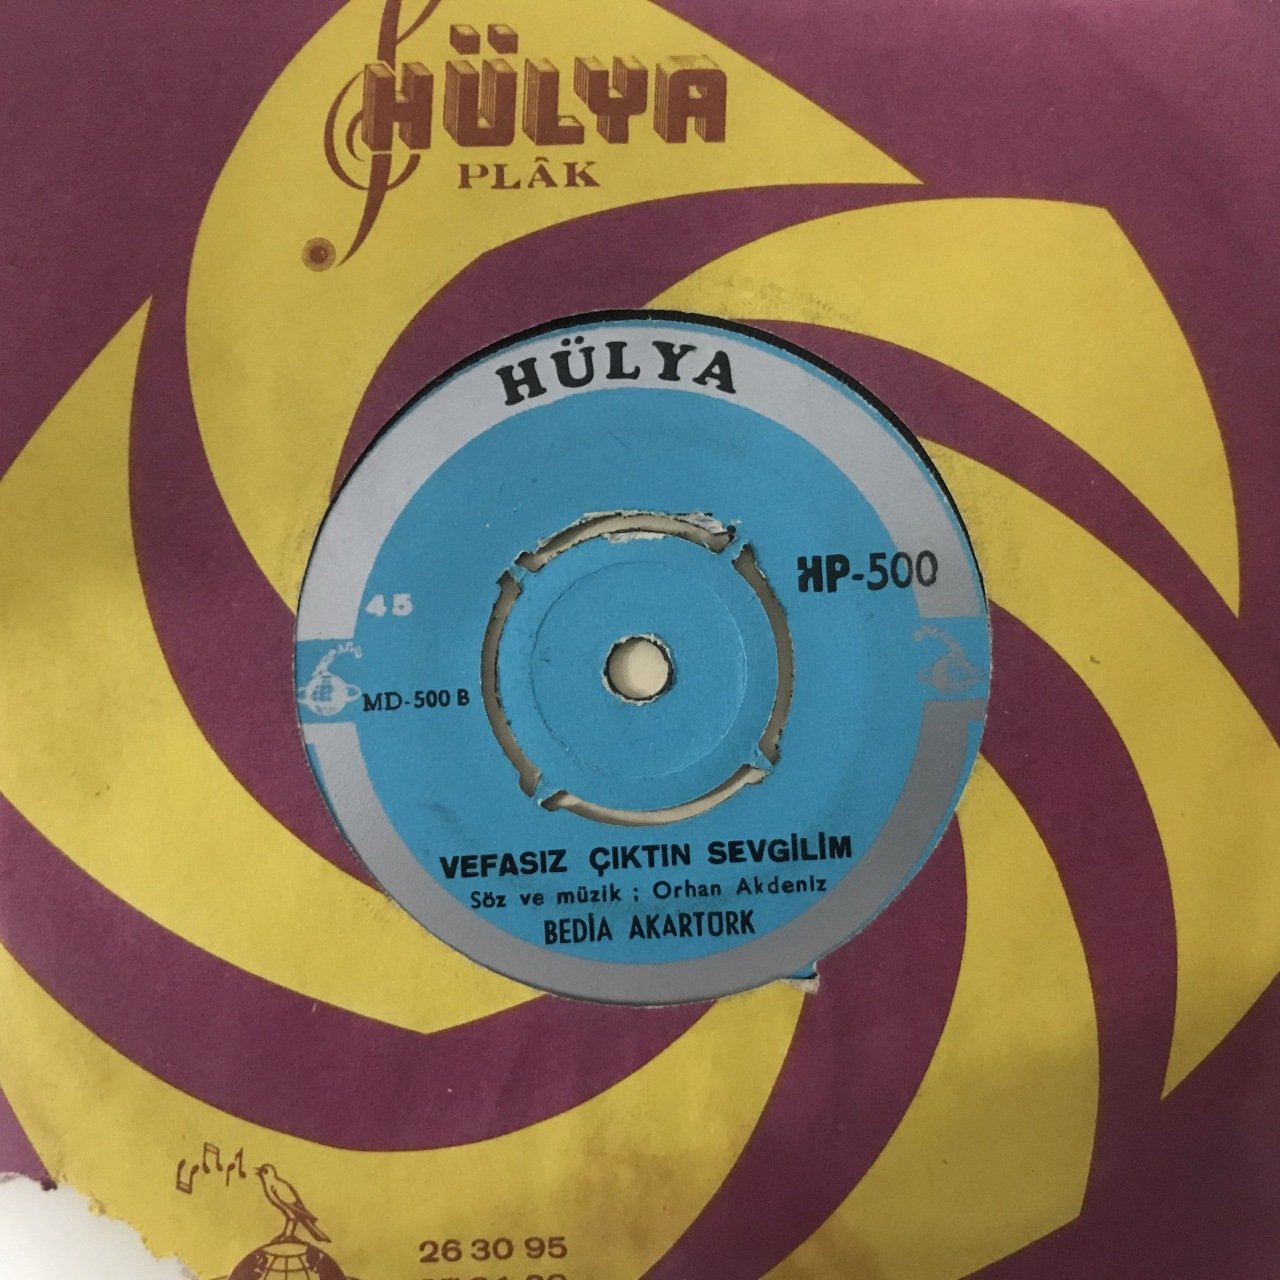 HÜLYA
PLÂK
HÜLYA
HP-500
45
MD-500 B
VEFASIZ ÇIKTIN SEVGİLİM
Söz ve müzik ; Orhan Akdeniz
BEDİA AKARTÜRK
26 30 95